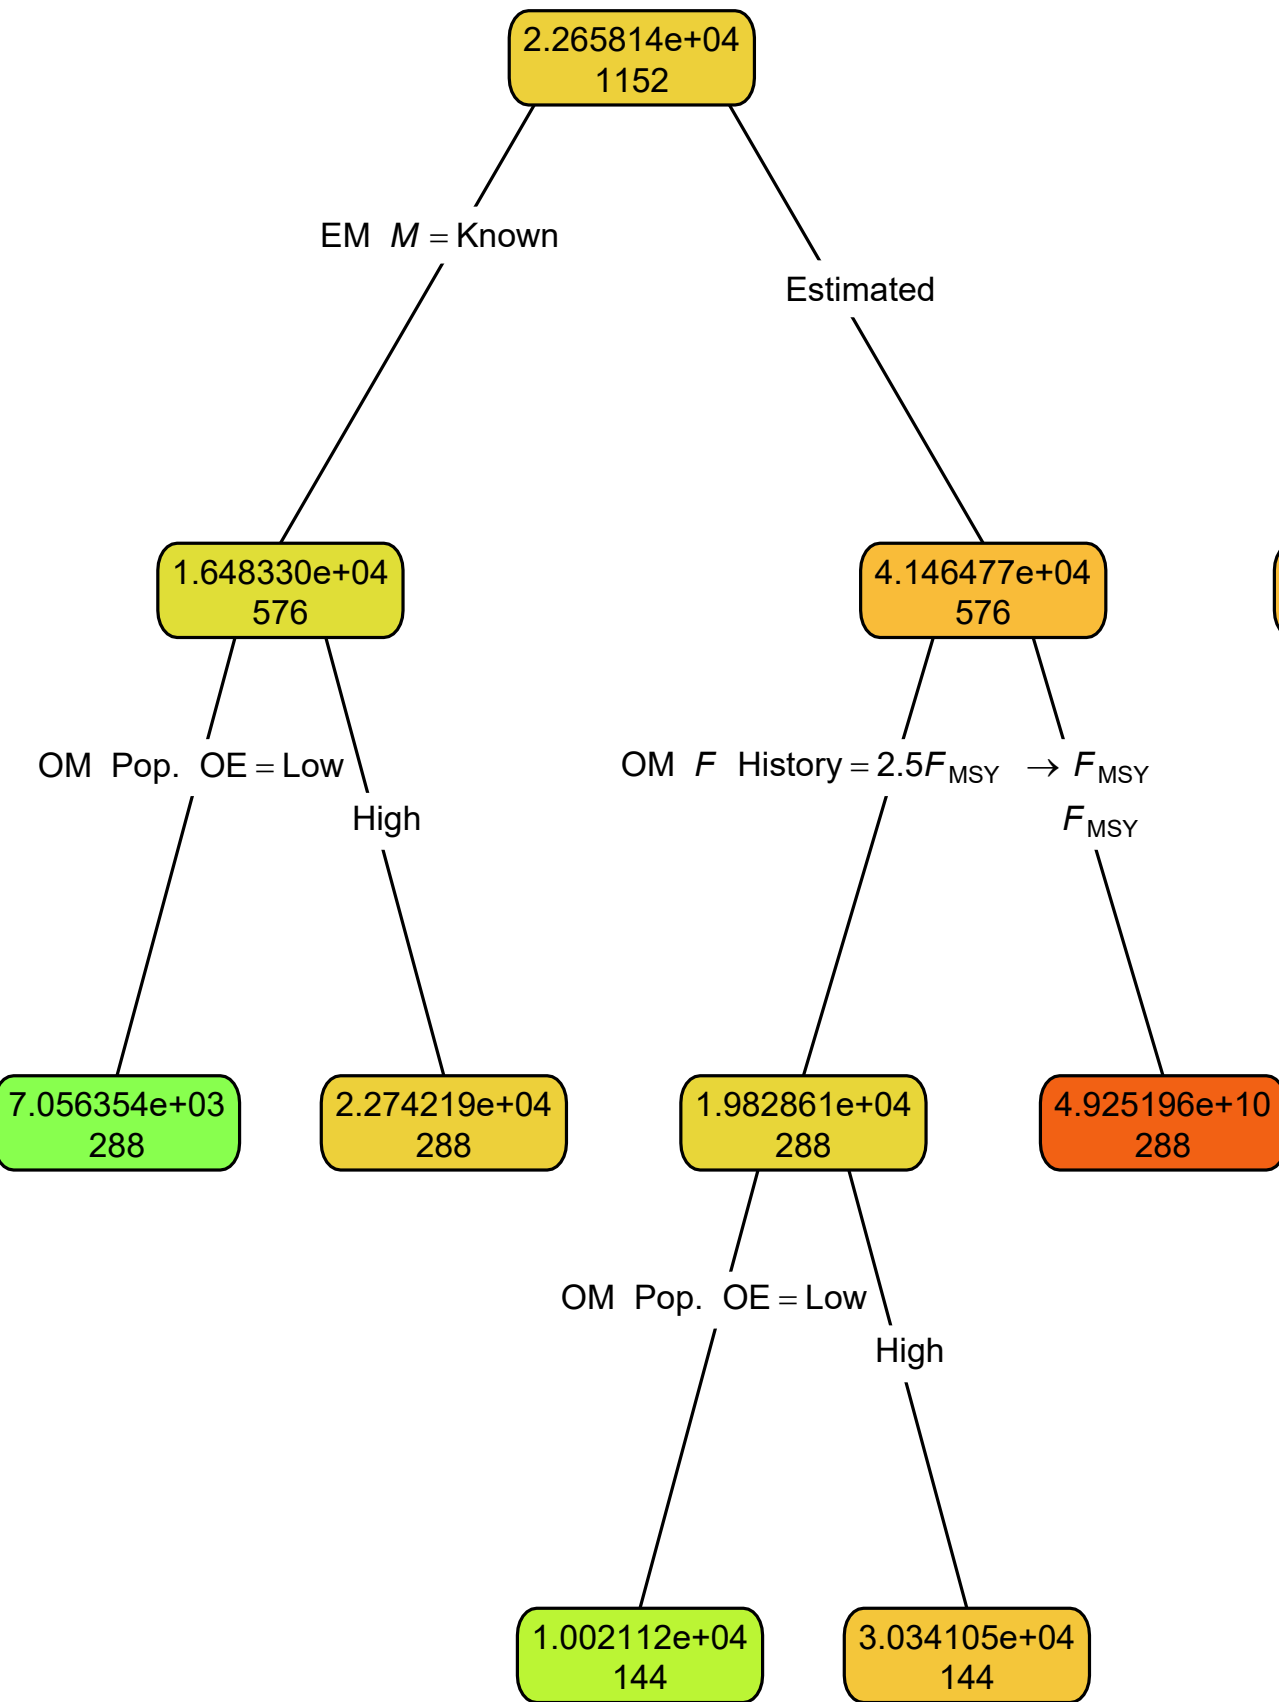 2.265814e+04
1152
EM M = Known
Estimated
1.648330e+04
576
4.146477e+04
576
OM Pop. OE = Low
High
OM F History = 2.5F_MSY → F_MSY
F_MSY
7.056354e+03
288
2.274219e+04
288
1.982861e+04
288
4.925196e+10
288
OM Pop. OE = Low
High
1.002112e+04
144
3.034105e+04
144